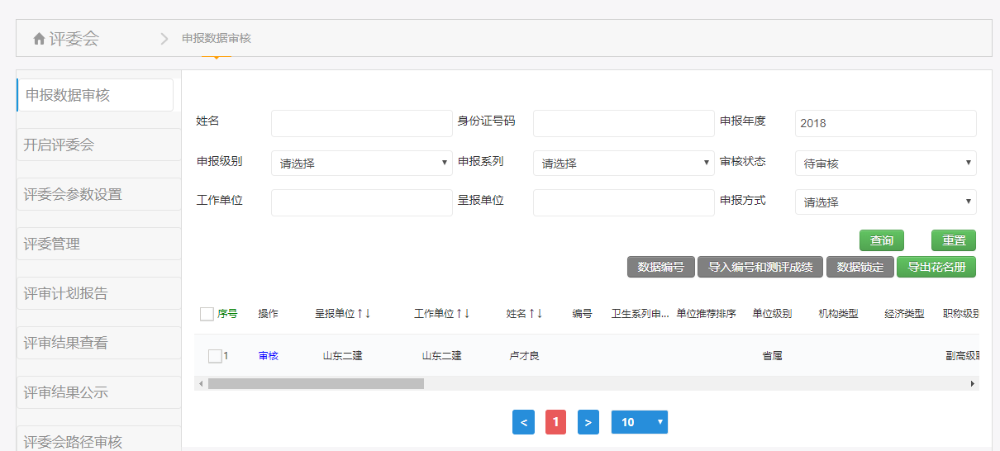 评委会 申报数据审核
申报数据审核
开启评委会
评委会参数设置
评委管理
评审计划报告
评审结果查看
评审结果公示
评委会路径审核
姓名 身份证号码 申报年度 2018
申报级别 请选择 申报系列 请选择 审核状态 待审核
工作单位 呈报单位 申报方式 请选择
查询 重置
数据编号 导入编号和测评成绩 数据锁定 导出花名册
序号 操作 呈报单位↑↓ 工作单位↑↓ 姓名↑↓ 编号 卫生系列申... 单位推荐排序 单位级别 机构类型 经济类型 职称级别
1 审核 山东二建 山东二建 卢才良 省属 副高级职
< 1 > 10